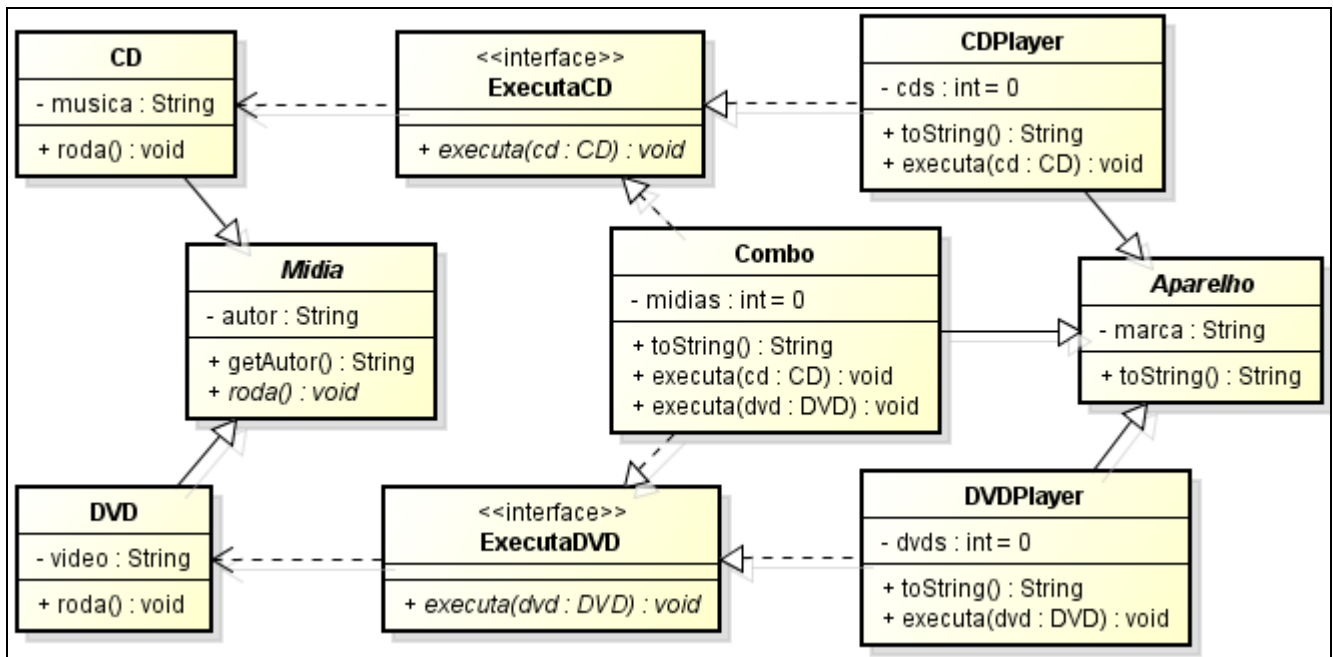 CD
- musica : String
+ roda() : void
<<interface>>
ExecutaCD
+ executa(cd : CD) : void
CDPlayer
- cds : int = 0
+ toString() : String
+ executa(cd : CD) : void
Midia
- autor : String
+ getAutor() : String
+ roda() : void
Combo
- midias : int = 0
+ toString() : String
+ executa(cd : CD) : void
+ executa(dvd : DVD) : void
Aparelho
- marca : String
+ toString() : String
DVD
- video : String
+ roda() : void
<<interface>>
ExecutaDVD
+ executa(dvd : DVD) : void
DVDPlayer
- dvds : int = 0
+ toString() : String
+ executa(dvd : DVD) : void